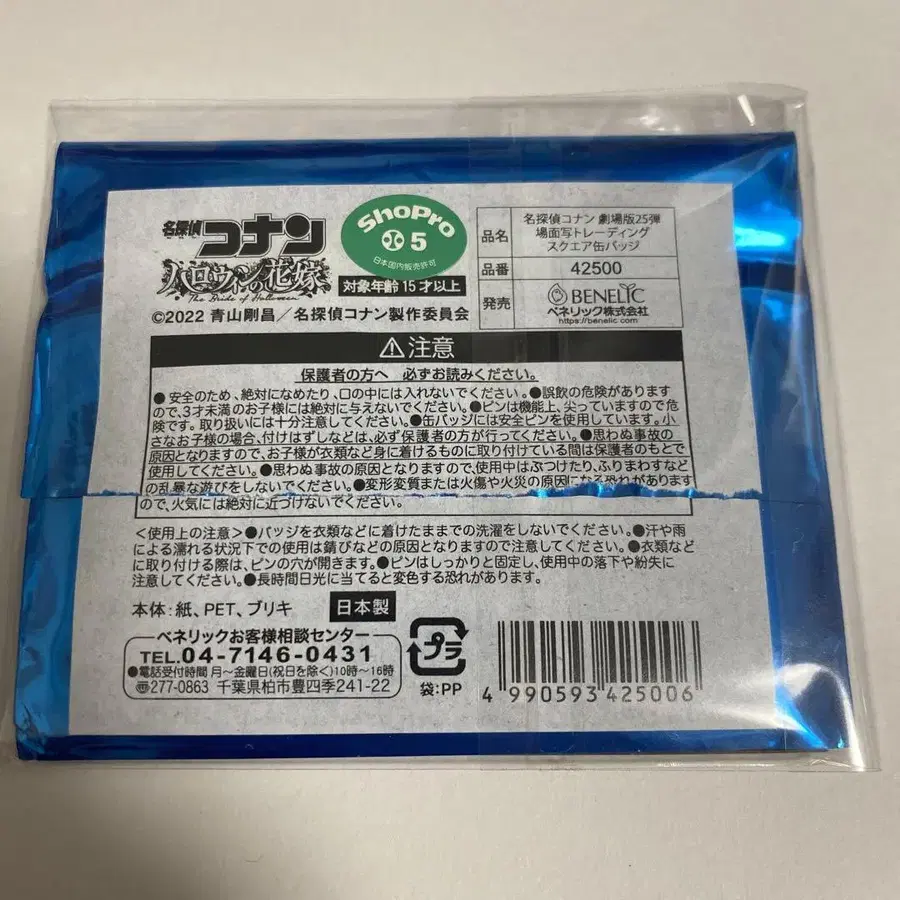 名探偵
コナン
ハロウィンの花嫁
The Bride of Halloween
©2022 青山剛昌／名探偵コナン製作委員会
ShoPro
5
日本国内販売許可
対象年齢 15才以上
品名 名探偵コナン 劇場版25弾
場面写トレーディング
スクエア缶バッジ
品番 42500
発売 BENELIC
ベネリック株式会社
https://benelic.com
⚠注意
保護者の方へ 必ずお読みください。
●安全のため、絶対になめたり、口の中には入れないでください。●誤飲の危険があります
ので、3才未満のお子様には絶対に与えないでください。●ピンは機能上、尖っていますので危
険です。取り扱いには十分注意してください。●缶バッジには安全ピンを使用しています。小
さなお子様の場合、付けはずしなどは、必ず保護者の方が行ってください。●思わぬ事故の
原因となりますので、お子様が衣類など身に着けるものに取り付けている間は保護者のもとで
使用してください。●思わぬ事故の原因となりますので、使用中はぶつけたり、ふりまわすなど
の乱暴な遊びをしないでください。●変形変質または火傷や火災の原因になる恐れがあります
ので、火気には絶対に近づけないでください。
＜使用上の注意＞●バッジを衣類などに着けたままでの洗濯をしないでください。●汗や雨
による濡れる状況下での使用は錆びなどの原因となりますので注意してください。●衣類など
に取り付ける際は、ピンの穴が開きます。●ピンはしっかりと固定し、使用中の落下や紛失に
注意してください。●長時間日光に当てると変色する恐れがあります。
本体：紙、PET、ブリキ 日本製
ベネリックお客様相談センター
TEL.04-7146-0431
●電話受付時間 月～金曜日(祝日を除く)10時～16時
〒277-0863 千葉県柏市豊四季241-22
プラ
袋：PP
4 990593 425006